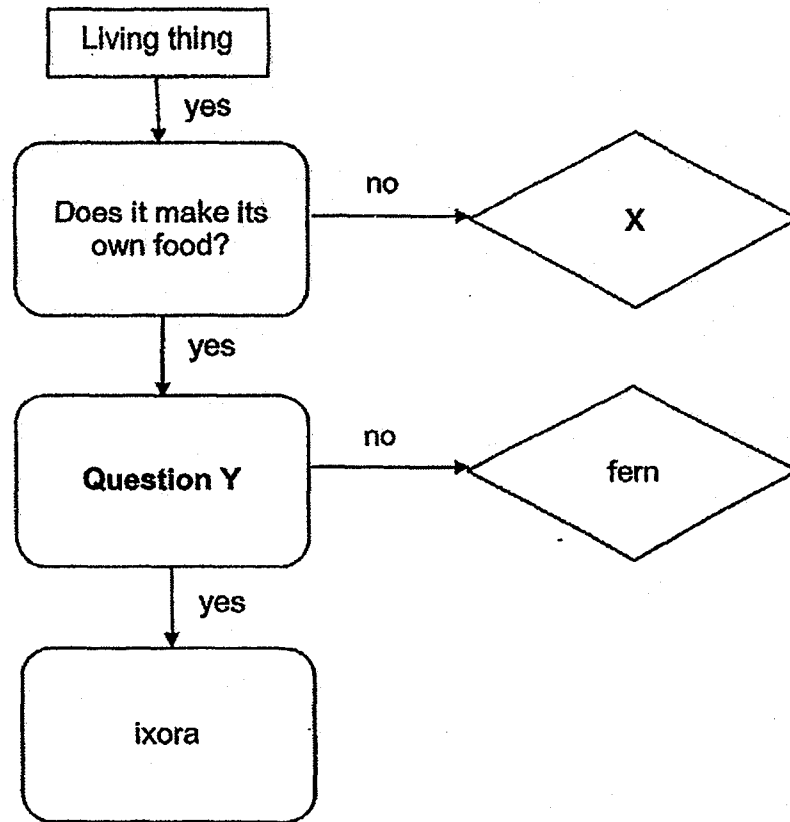 Living thing
yes
Does it make its
own food?
no
X
yes
Question Y
no
fern
yes
ixora